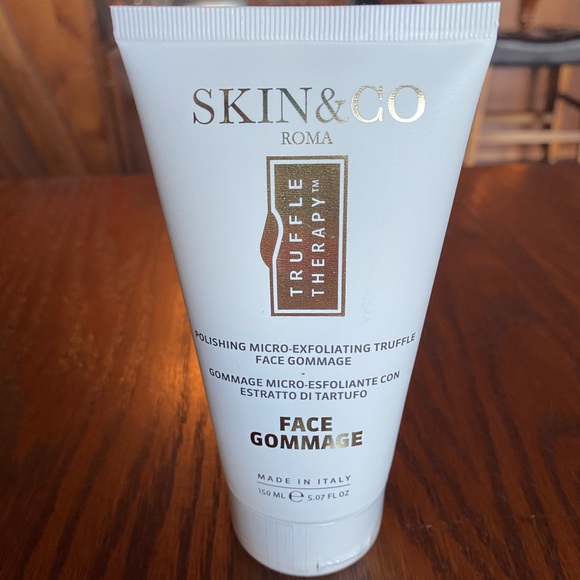 SKIN&CO
ROMA
TRUFFLE
THERAPY™
POLISHING MICRO-EXFOLIATING TRUFFLE
FACE GOMMAGE
-
GOMMAGE MICRO-ESFOLIANTE CON
ESTRATTO DI TARTUFO
FACE
GOMMAGE
MADE IN ITALY
150 ML ℮ 5.07 FL OZ